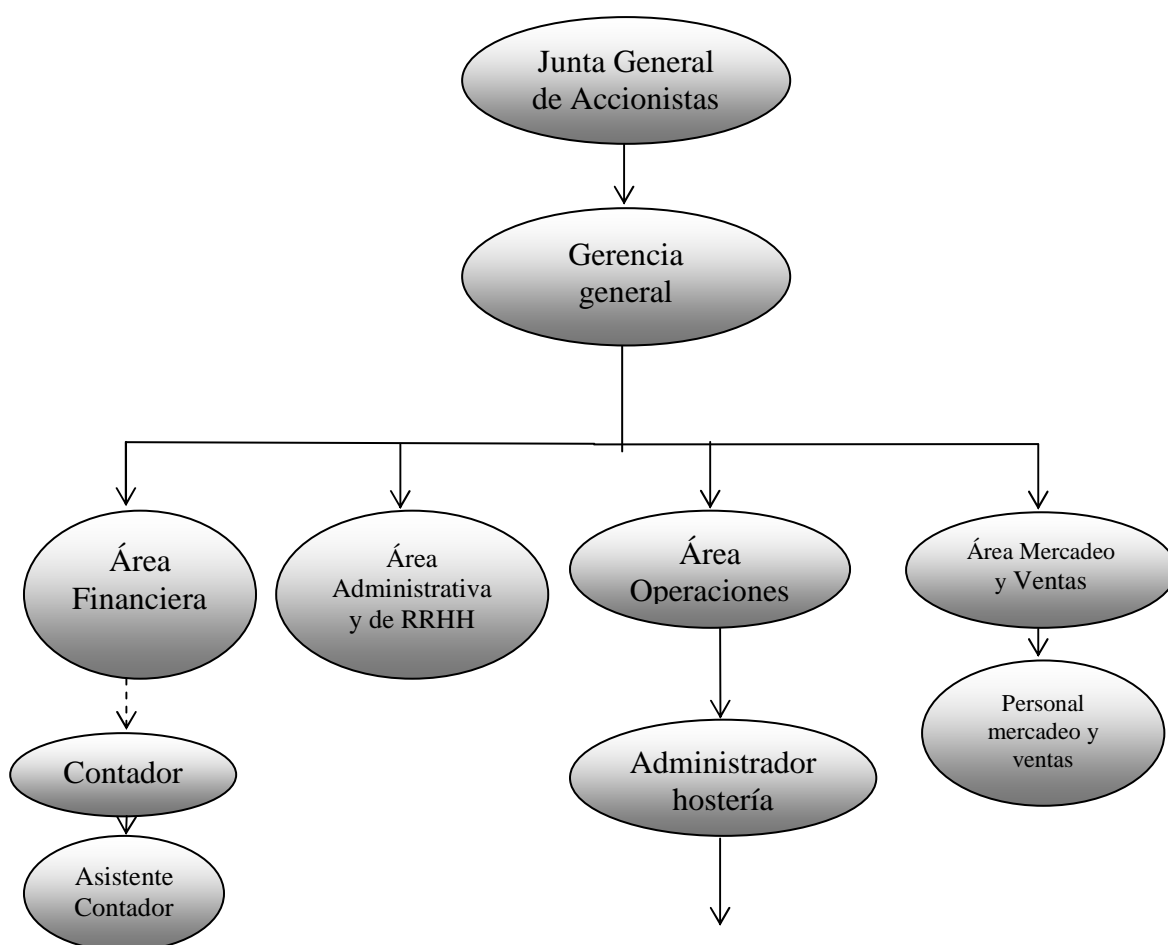 Junta General
de Accionistas
Gerencia
general
Área
Financiera
Área
Administrativa
y de RRHH
Área
Operaciones
Área Mercadeo
y Ventas
Personal
mercadeo y
ventas
Contador
Administrador
hostería
Asistente
Contador